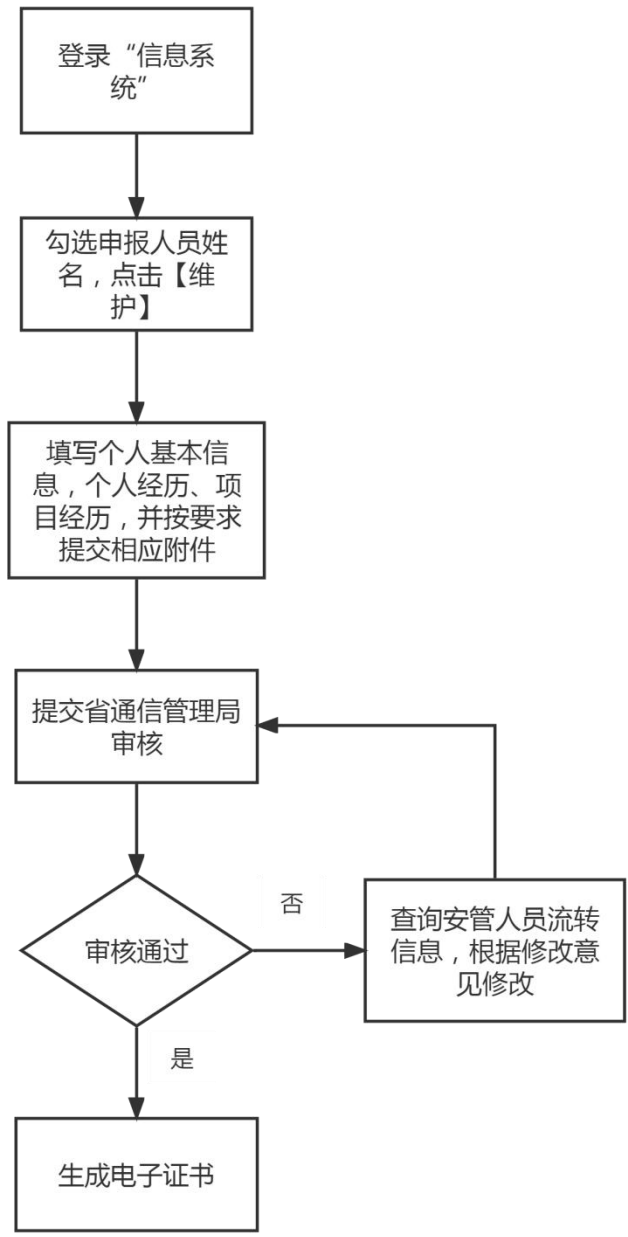 登录“信息系
统”
勾选申报人员姓
名，点击【维
护】
填写个人基本信
息，个人经历、项
目经历，并按要求
提交相应附件
提交省通信管理局
审核
审核通过
否
查询安管人员流转
信息，根据修改意
见修改
是
生成电子证书